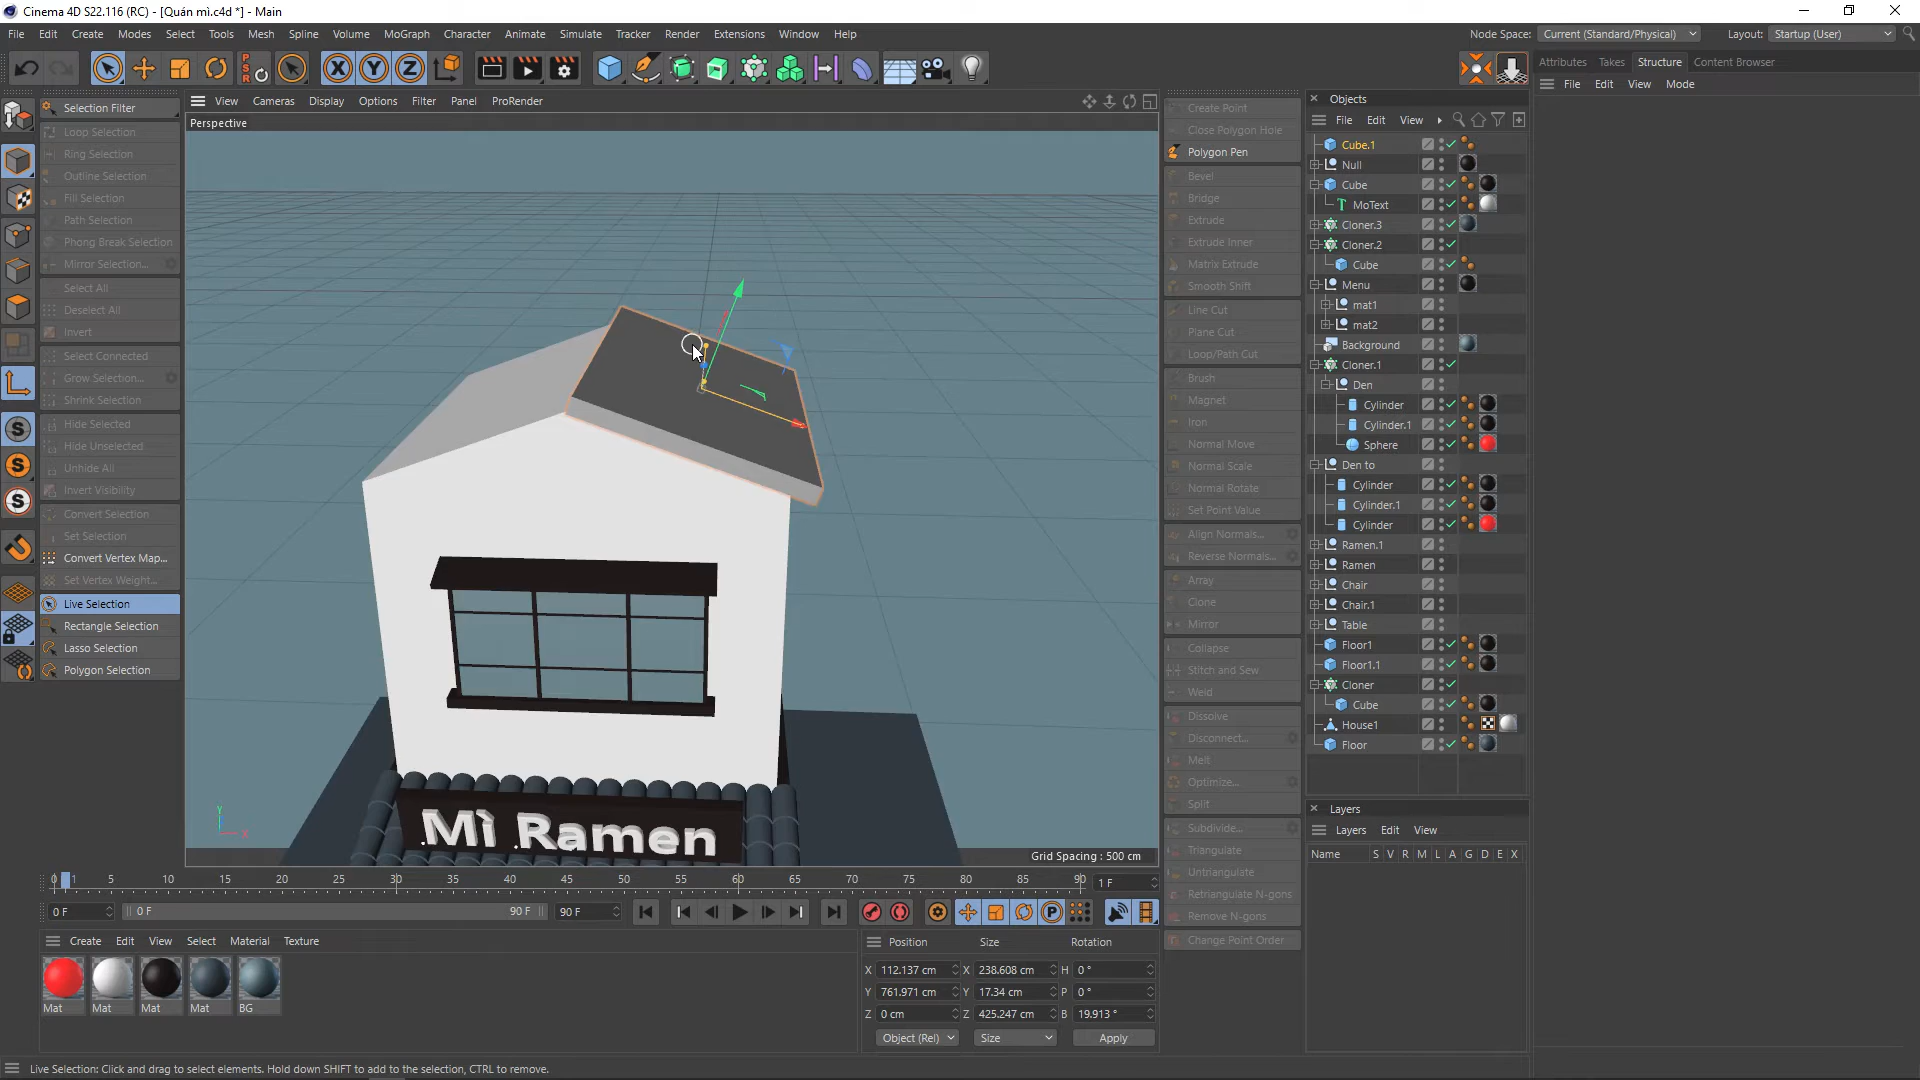 Cinema 4D S22.116 (RC) - [Quán mì.c4d *] - Main
File Edit Create Modes Select Tools Mesh Spline Volume MoGraph Character Animate Simulate Tracker Render Extensions Window Help
Node Space: Current (Standard/Physical) Layout: Startup (User)
Selection Filter
Loop Selection
Ring Selection
Outline Selection
Fill Selection
Path Selection
Phong Break Selection
Mirror Selection...
Select All
Deselect All
Invert
Select Connected
Grow Selection...
Shrink Selection
Hide Selected
Hide Unselected
Unhide All
Invert Visibility
Convert Selection
Set Selection
Convert Vertex Map...
Set Vertex Weight...
Live Selection
Rectangle Selection
Lasso Selection
Polygon Selection
View Cameras Display Options Filter Panel ProRender
Perspective
Mì Ramen
Grid Spacing : 500 cm
Create Point
Close Polygon Hole
Polygon Pen
Bevel
Bridge
Extrude
Extrude Inner
Matrix Extrude
Smooth Shift
Line Cut
Plane Cut
Loop/Path Cut
Brush
Magnet
Iron
Normal Move
Normal Scale
Normal Rotate
Set Point Value
Align Normals...
Reverse Normals...
Array
Clone
Mirror
Collapse
Stitch and Sew
Weld
Dissolve
Disconnect...
Melt
Optimize...
Split
Subdivide...
Triangulate
Untriangulate
Retriangulate N-gons
Remove N-gons
Change Point Order
Objects
File Edit View
Cube.1
Null
Cube
MoText
Cloner.3
Cloner.2
Cube
Menu
mat1
mat2
Background
Cloner.1
Den
Cylinder
Cylinder.1
Sphere
Den to
Cylinder
Cylinder.1
Cylinder
Ramen.1
Ramen
Chair
Chair.1
Table
Floor1
Floor1.1
Cloner
Cube
House1
Floor
Layers
Layers Edit View
Name S V R M L A G D E X
Attributes Takes Structure Content Browser
File Edit View Mode
0 1 5 10 15 20 25 30 35 40 45 50 55 60 65 70 75 80 85 90 1 F
0 F 0 F 90 F 90 F
Create Edit View Select Material Texture
Mat Mat Mat Mat BG
Position Size Rotation
X 112.137 cm X 238.608 cm H 0 °
Y 761.971 cm Y 17.34 cm P 0 °
Z 0 cm Z 425.247 cm B 19.913 °
Object (Rel) Size Apply
Live Selection: Click and drag to select elements. Hold down SHIFT to add to the selection, CTRL to remove.